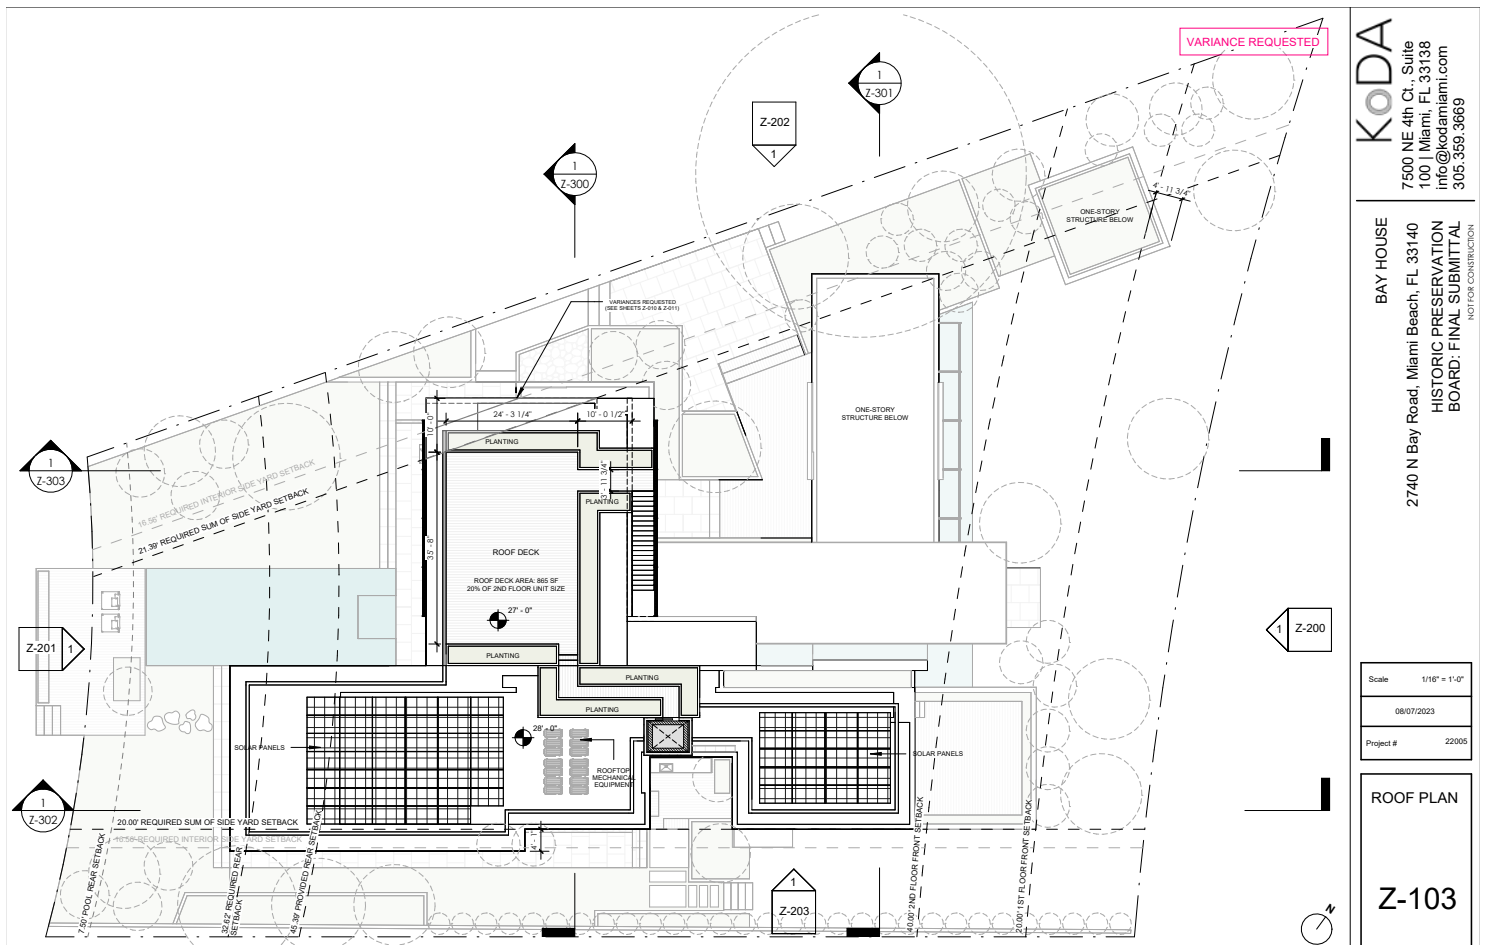 VARIANCE REQUESTED
1
Z-301
Z-202
1
1
Z-300
4' - 11 3/4"
ONE-STORY
STRUCTURE BELOW
VARIANCES REQUESTED
(SEE SHEETS Z-010 & Z-011)
24' - 3 1/4"
10' - 0 1/2"
10' - 0"
PLANTING
ONE-STORY
STRUCTURE BELOW
1
Z-303
16.56' REQUIRED INTERIOR SIDE YARD SETBACK
21.39' REQUIRED SUM OF SIDE YARD SETBACK
3' - 11 3/4"
PLANTING
35' - 8"
ROOF DECK
ROOF DECK AREA: 865 SF
20% OF 2ND FLOOR UNIT SIZE
27' - 0"
Z-201
1
1
Z-200
PLANTING
PLANTING
PLANTING
28' - 0"
SOLAR PANELS
SOLAR PANELS
ROOFTOP
MECHANICAL
EQUIPMENT
1
Z-302
20.00' REQUIRED SUM OF SIDE YARD SETBACK
16.56' REQUIRED INTERIOR SIDE YARD SETBACK
7.50' POOL REAR SETBACK
32.62' REQUIRED REAR
SETBACK
45.39' PROVIDED REAR SETBACK
1
Z-203
40.00' 2ND FLOOR FRONT SETBACK
20.00' 1ST FLOOR FRONT SETBACK
N
KoDA
7500 NE 4th Ct., Suite
100 | Miami, FL 33138
info@kodamiami.com
305.359.3669
BAY HOUSE
2740 N Bay Road, Miami Beach, FL 33140
HISTORIC PRESERVATION
BOARD: FINAL SUBMITTAL
NOT FOR CONSTRUCTION
Scale 1/16" = 1'-0"
08/07/2023
Project # 22005
ROOF PLAN
Z-103